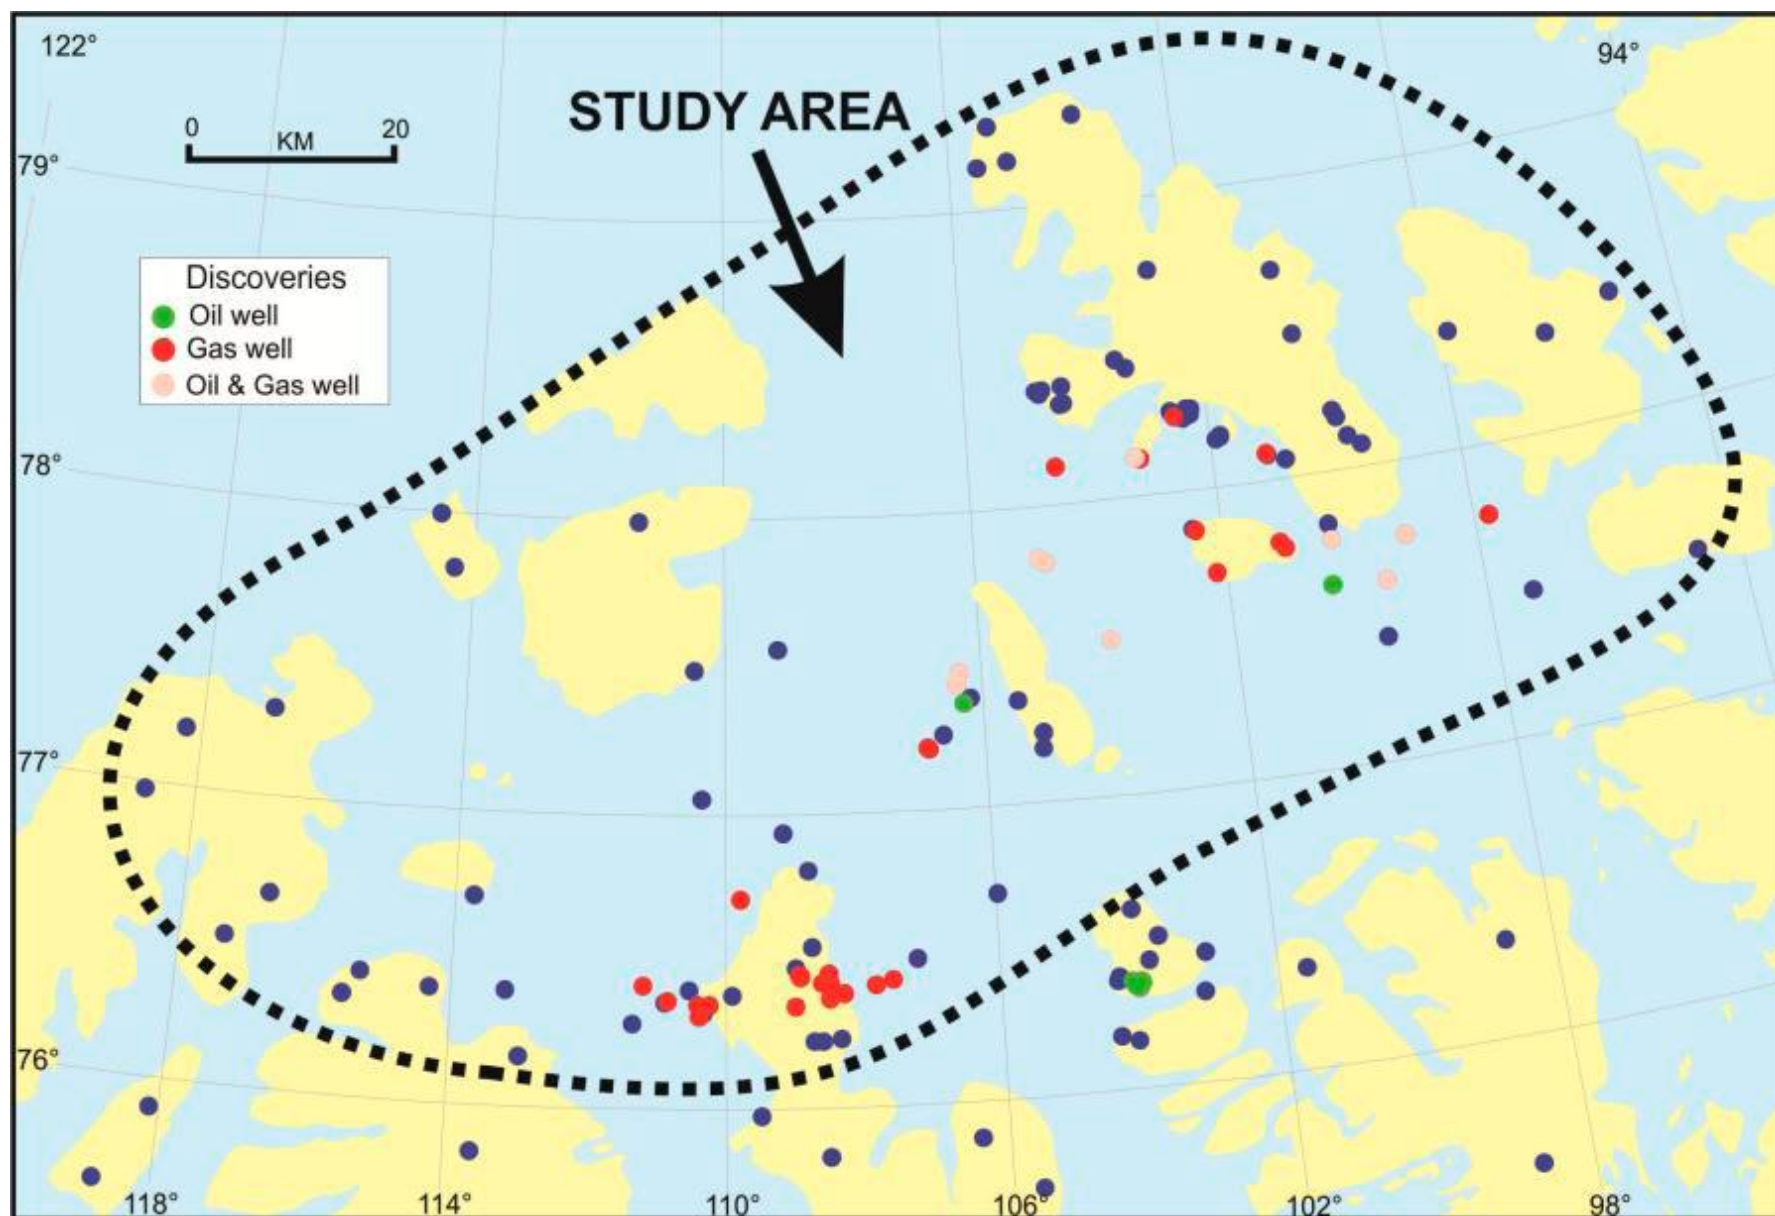 122°
94°
STUDY AREA
0 20
KM
79°
Discoveries
Oil well
Gas well
Oil & Gas well
78°
77°
76°
118° 114° 110° 106° 102° 98°